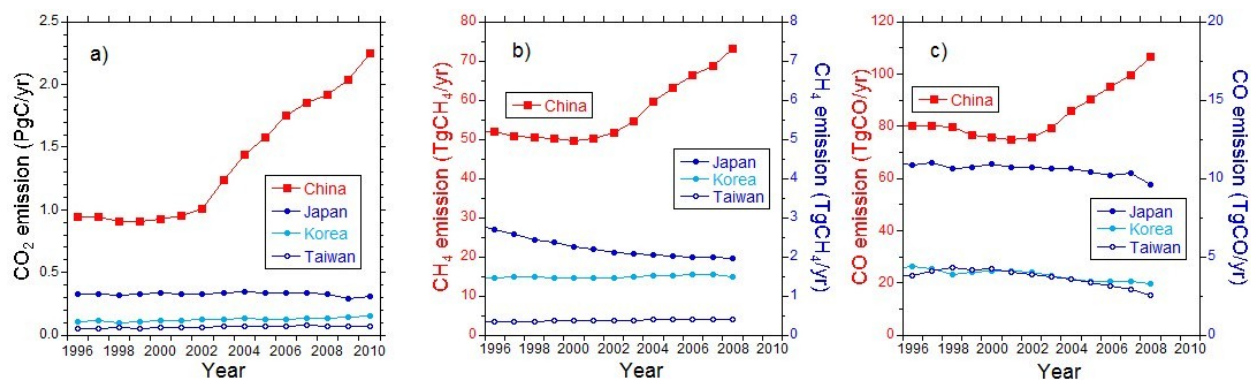 a)
2.5
2.0
1.5
1.0
0.5
0.0
CO2 emission (PgC/yr)
China
Japan
Korea
Taiwan
1996 1998 2000 2002 2004 2006 2008 2010
Year
b)
80
70
60
50
40
30
20
10
0
CH4 emission (TgCH4/yr)
China
Japan
Korea
Taiwan
8
7
6
5
4
3
2
1
0
CH4 emission (TgCH4/yr)
1996 1998 2000 2002 2004 2006 2008 2010
Year
c)
120
100
80
60
40
20
0
CO emission (TgCO/yr)
China
Japan
Korea
Taiwan
20
15
10
5
0
CO emission (TgCO/yr)
1996 1998 2000 2002 2004 2006 2008 2010
Year